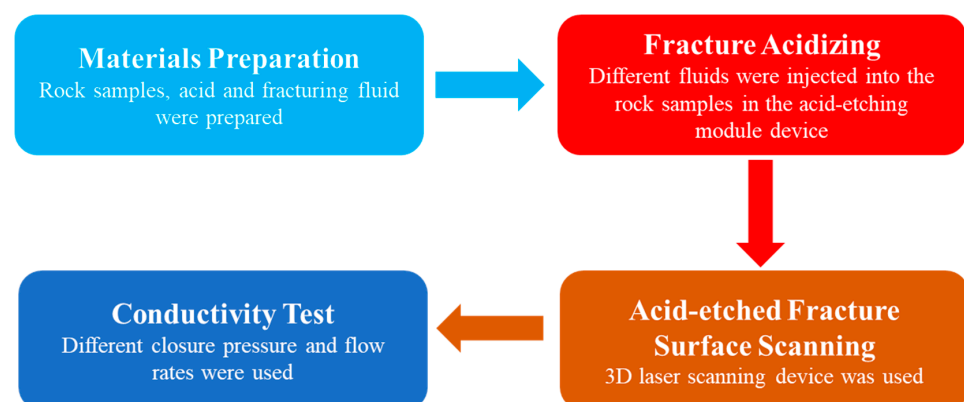 Materials Preparation
Rock samples, acid and fracturing fluid
were prepared
Fracture Acidizing
Different fluids were injected into the
rock samples in the acid-etching
module device
Acid-etched Fracture
Surface Scanning
3D laser scanning device was used
Conductivity Test
Different closure pressure and flow
rates were used